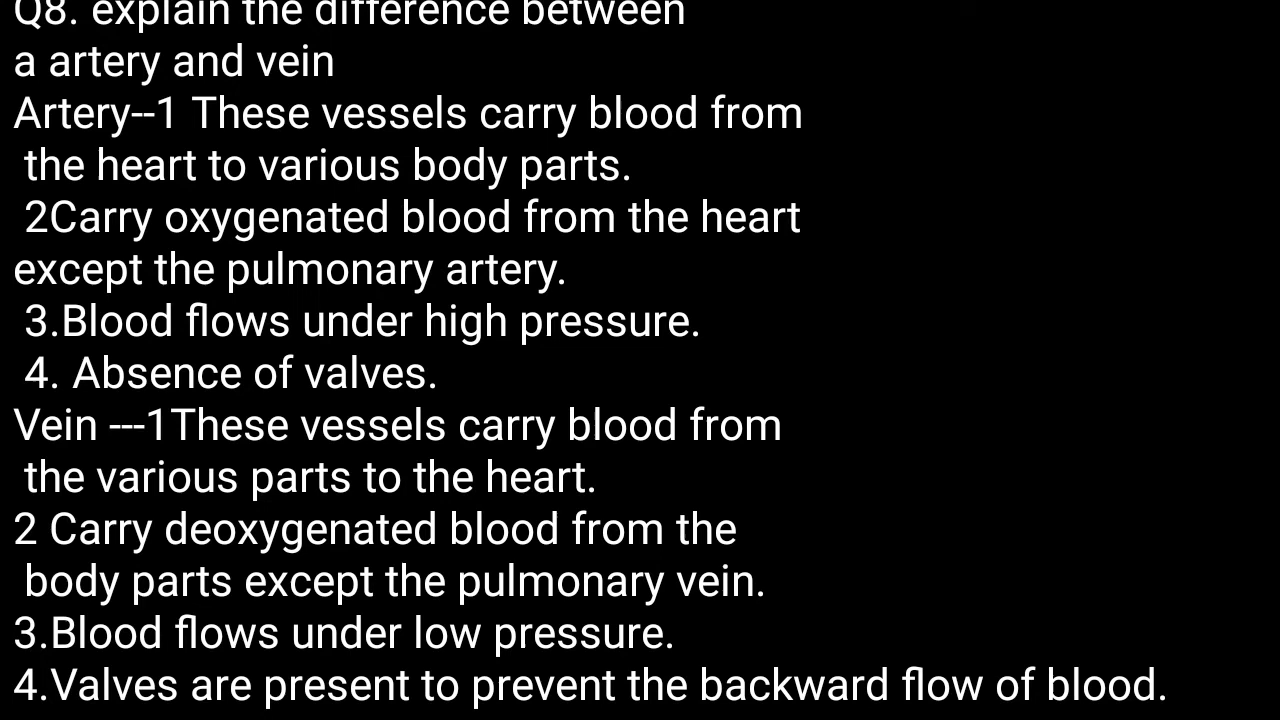 Q8. explain the difference between
a artery and vein
Artery--1 These vessels carry blood from
the heart to various body parts.
2Carry oxygenated blood from the heart
except the pulmonary artery.
3.Blood flows under high pressure.
4. Absence of valves.
Vein ---1These vessels carry blood from
the various parts to the heart.
2 Carry deoxygenated blood from the
body parts except the pulmonary vein.
3.Blood flows under low pressure.
4.Valves are present to prevent the backward flow of blood.